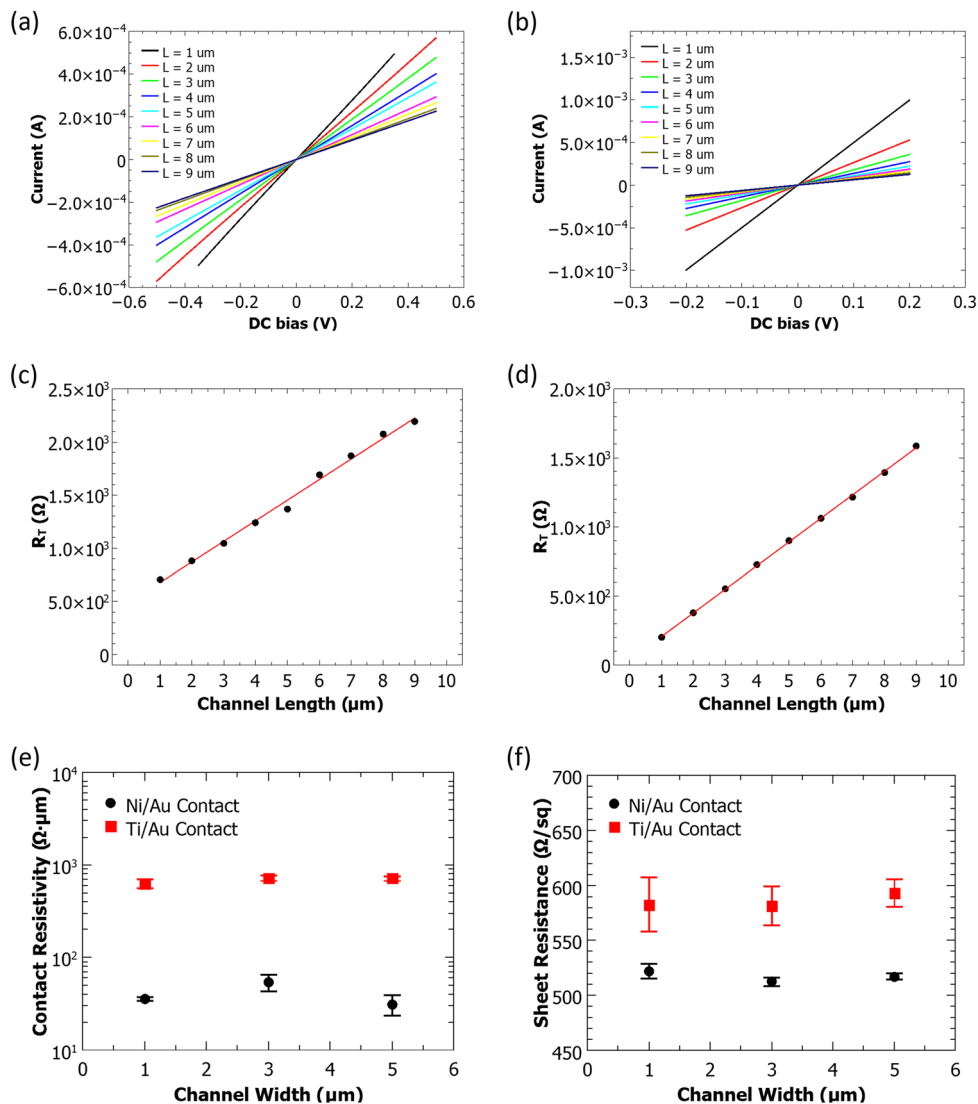 (a)
6.0×10⁻⁴
4.0×10⁻⁴
2.0×10⁻⁴
0
−2.0×10⁻⁴
−4.0×10⁻⁴
−6.0×10⁻⁴
Current (A)
L = 1 um
L = 2 um
L = 3 um
L = 4 um
L = 5 um
L = 6 um
L = 7 um
L = 8 um
L = 9 um
−0.6 −0.4 −0.2 0 0.2 0.4 0.6
DC bias (V)
(b)
1.5×10⁻³
1.0×10⁻³
5.0×10⁻⁴
0
−5.0×10⁻⁴
−1.0×10⁻³
Current (A)
L = 1 um
L = 2 um
L = 3 um
L = 4 um
L = 5 um
L = 6 um
L = 7 um
L = 8 um
L = 9 um
−0.3 −0.2 −0.1 0 0.1 0.2 0.3
DC bias (V)
(c)
2.5×10³
2.0×10³
1.5×10³
1.0×10³
5.0×10²
0
R_T (Ω)
0 1 2 3 4 5 6 7 8 9 10
Channel Length (μm)
(d)
2.0×10³
1.5×10³
1.0×10³
5.0×10²
0
R_T (Ω)
0 1 2 3 4 5 6 7 8 9 10
Channel Length (μm)
(e)
10⁴
10³
10²
10¹
Contact Resistivity (Ω·μm)
Ni/Au Contact
Ti/Au Contact
0 1 2 3 4 5 6
Channel Width (μm)
(f)
700
650
600
550
500
450
Sheet Resistance (Ω/sq)
Ni/Au Contact
Ti/Au Contact
0 1 2 3 4 5 6
Channel Width (μm)